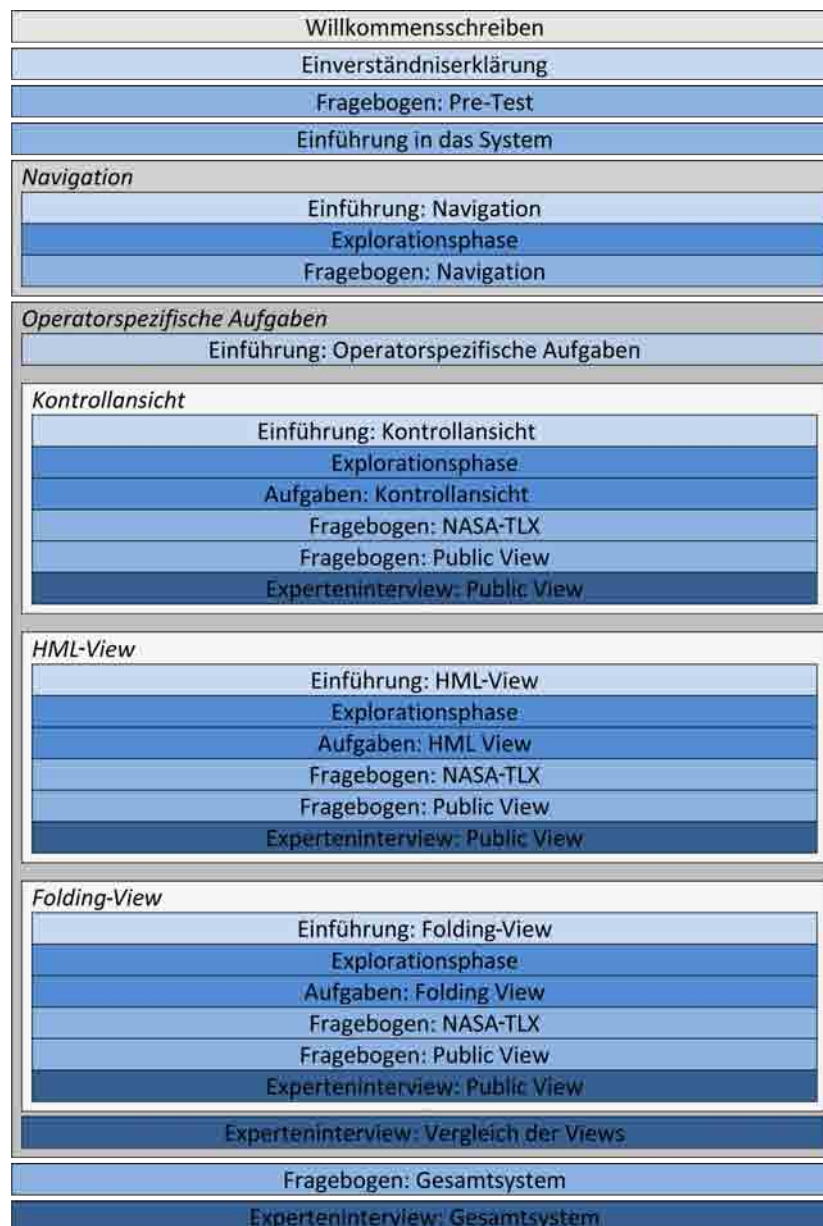 Willkommensschreiben
Einverständniserklärung
Fragebogen: Pre-Test
Einführung in das System
Navigation
Einführung: Navigation
Explorationsphase
Fragebogen: Navigation
Operatorspezifische Aufgaben
Einführung: Operatorspezifische Aufgaben
Kontrollansicht
Einführung: Kontrollansicht
Explorationsphase
Aufgaben: Kontrollansicht
Fragebogen: NASA-TLX
Fragebogen: Public View
Experteninterview: Public View
HML-View
Einführung: HML-View
Explorationsphase
Aufgaben: HML View
Fragebogen: NASA-TLX
Fragebogen: Public View
Experteninterview: Public View
Folding-View
Einführung: Folding-View
Explorationsphase
Aufgaben: Folding View
Fragebogen: NASA-TLX
Fragebogen: Public View
Experteninterview: Public View
Experteninterview: Vergleich der Views
Fragebogen: Gesamtsystem
Experteninterview: Gesamtsystem